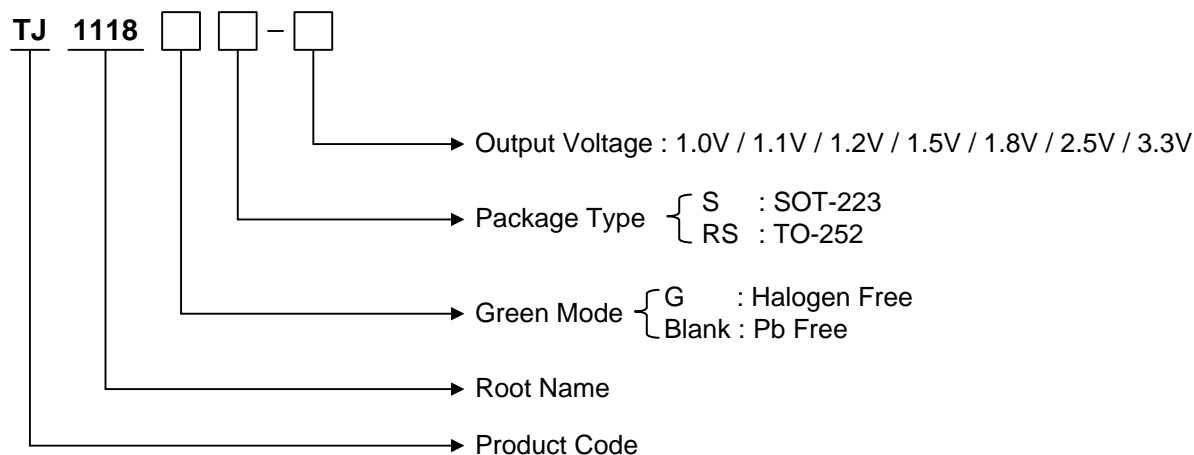 TJ 1118 –
Output Voltage : 1.0V / 1.1V / 1.2V / 1.5V / 1.8V / 2.5V / 3.3V
Package Type
S : SOT-223
RS : TO-252
Green Mode
G : Halogen Free
Blank : Pb Free
Root Name
Product Code